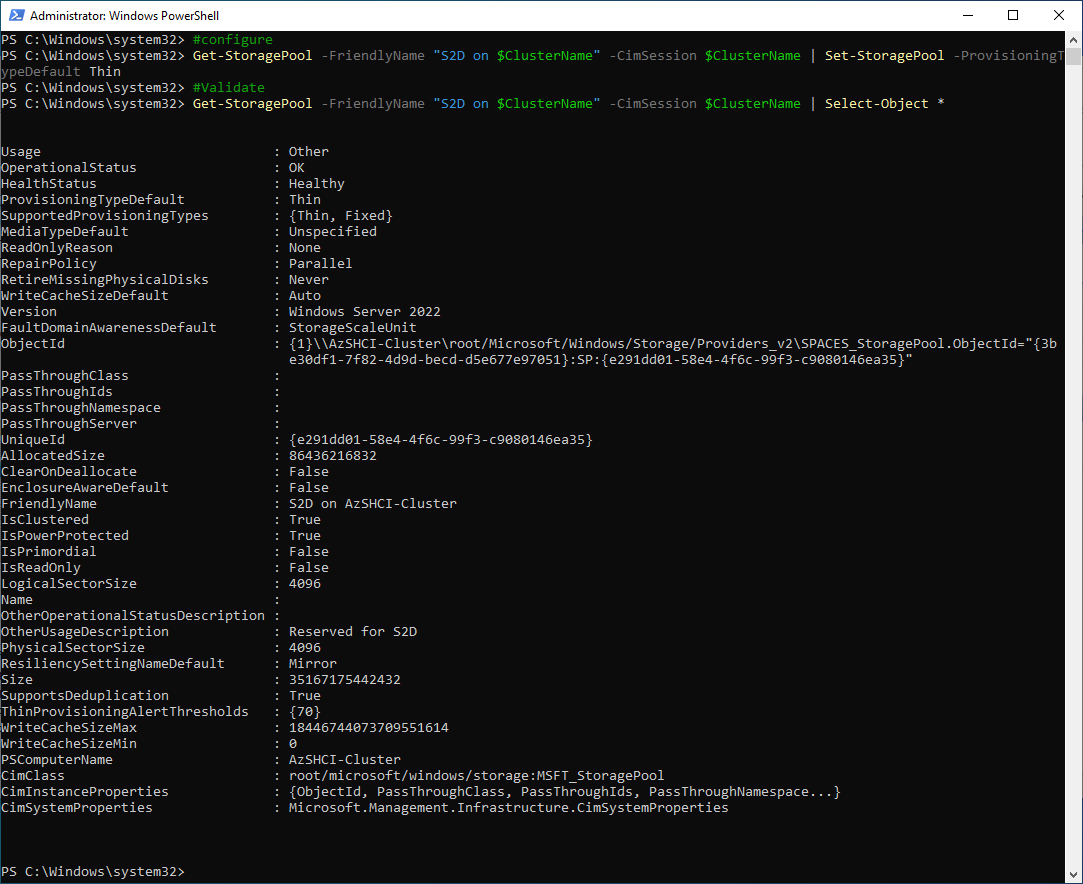 Administrator: Windows PowerShell
PS C:\Windows\system32> #configure
PS C:\Windows\system32> Get-StoragePool -FriendlyName "S2D on $ClusterName" -CimSession $ClusterName | Set-StoragePool -ProvisioningT
ypeDefault Thin
PS C:\Windows\system32> #Validate
PS C:\Windows\system32> Get-StoragePool -FriendlyName "S2D on $ClusterName" -CimSession $ClusterName | Select-Object *
Usage                             : Other
OperationalStatus                 : OK
HealthStatus                      : Healthy
ProvisioningTypeDefault           : Thin
SupportedProvisioningTypes        : {Thin, Fixed}
MediaTypeDefault                  : Unspecified
ReadOnlyReason                    : None
RepairPolicy                      : Parallel
RetireMissingPhysicalDisks        : Never
WriteCacheSizeDefault             : Auto
Version                           : Windows Server 2022
FaultDomainAwarenessDefault       : StorageScaleUnit
ObjectId                          : {1}\\AzSHCI-Cluster\root/Microsoft/Windows/Storage/Providers_v2\SPACES_StoragePool.ObjectId="{3b
                                    e30df1-7f82-4d9d-becd-d5e677e97051}:SP:{e291dd01-58e4-4f6c-99f3-c9080146ea35}"
PassThroughClass                  :
PassThroughIds                    :
PassThroughNamespace              :
PassThroughServer                 :
UniqueId                          : {e291dd01-58e4-4f6c-99f3-c9080146ea35}
AllocatedSize                     : 86436216832
ClearOnDeallocate                 : False
EnclosureAwareDefault             : False
FriendlyName                      : S2D on AzSHCI-Cluster
IsClustered                       : True
IsPowerProtected                  : True
IsPrimordial                      : False
IsReadOnly                        : False
LogicalSectorSize                 : 4096
Name                              :
OtherOperationalStatusDescription :
OtherUsageDescription             : Reserved for S2D
PhysicalSectorSize                : 4096
ResiliencySettingNameDefault      : Mirror
Size                              : 35167175442432
SupportsDeduplication             : True
ThinProvisioningAlertThresholds   : {70}
WriteCacheSizeMax                 : 18446744073709551614
WriteCacheSizeMin                 : 0
PSComputerName                    : AzSHCI-Cluster
CimClass                          : root/microsoft/windows/storage:MSFT_StoragePool
CimInstanceProperties             : {ObjectId, PassThroughClass, PassThroughIds, PassThroughNamespace...}
CimSystemProperties               : Microsoft.Management.Infrastructure.CimSystemProperties
PS C:\Windows\system32>